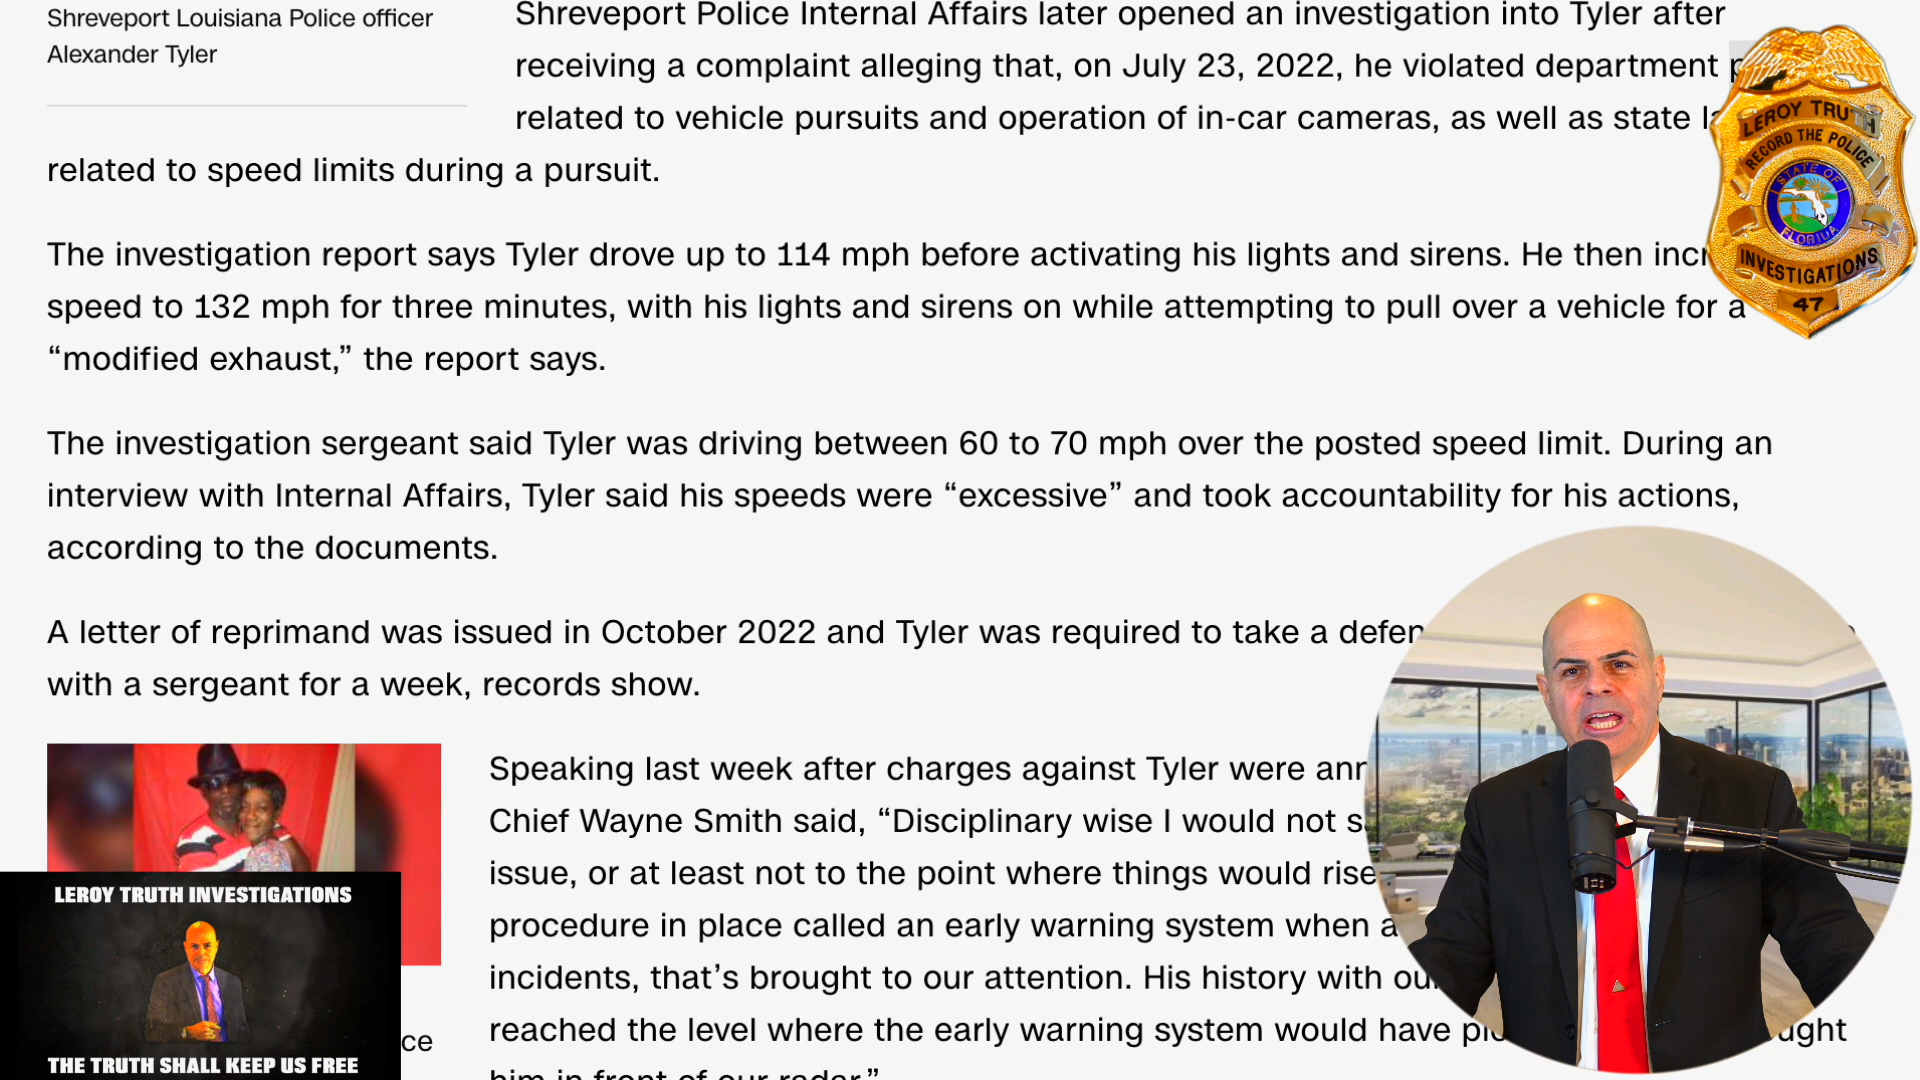 Shreveport Louisiana Police officer
Alexander Tyler
Shreveport Police Internal Affairs later opened an investigation into Tyler after
receiving a complaint alleging that, on July 23, 2022, he violated department
related to vehicle pursuits and operation of in-car cameras, as well as state
related to speed limits during a pursuit.
The investigation report says Tyler drove up to 114 mph before activating his lights and sirens. He then
speed to 132 mph for three minutes, with his lights and sirens on while attempting to pull over a vehicle for a
“modified exhaust,” the report says.
The investigation sergeant said Tyler was driving between 60 to 70 mph over the posted speed limit. During an
interview with Internal Affairs, Tyler said his speeds were “excessive” and took accountability for his actions,
according to the documents.
A letter of reprimand was issued in October 2022 and Tyler was required to take a
with a sergeant for a week, records show.
Speaking last week after charges against Tyler were
Chief Wayne Smith said, “Disciplinary wise I would not
issue, or at least not to the point where things would rise
procedure in place called an early warning system when a
incidents, that’s brought to our attention. His history with
reached the level where the early warning system would have
him in front of our radar.”
LEROY TRUTH
RECORD THE POLICE
STATE OF
FLORIDA
INVESTIGATIONS
47
LEROY TRUTH INVESTIGATIONS
THE TRUTH SHALL KEEP US FREE